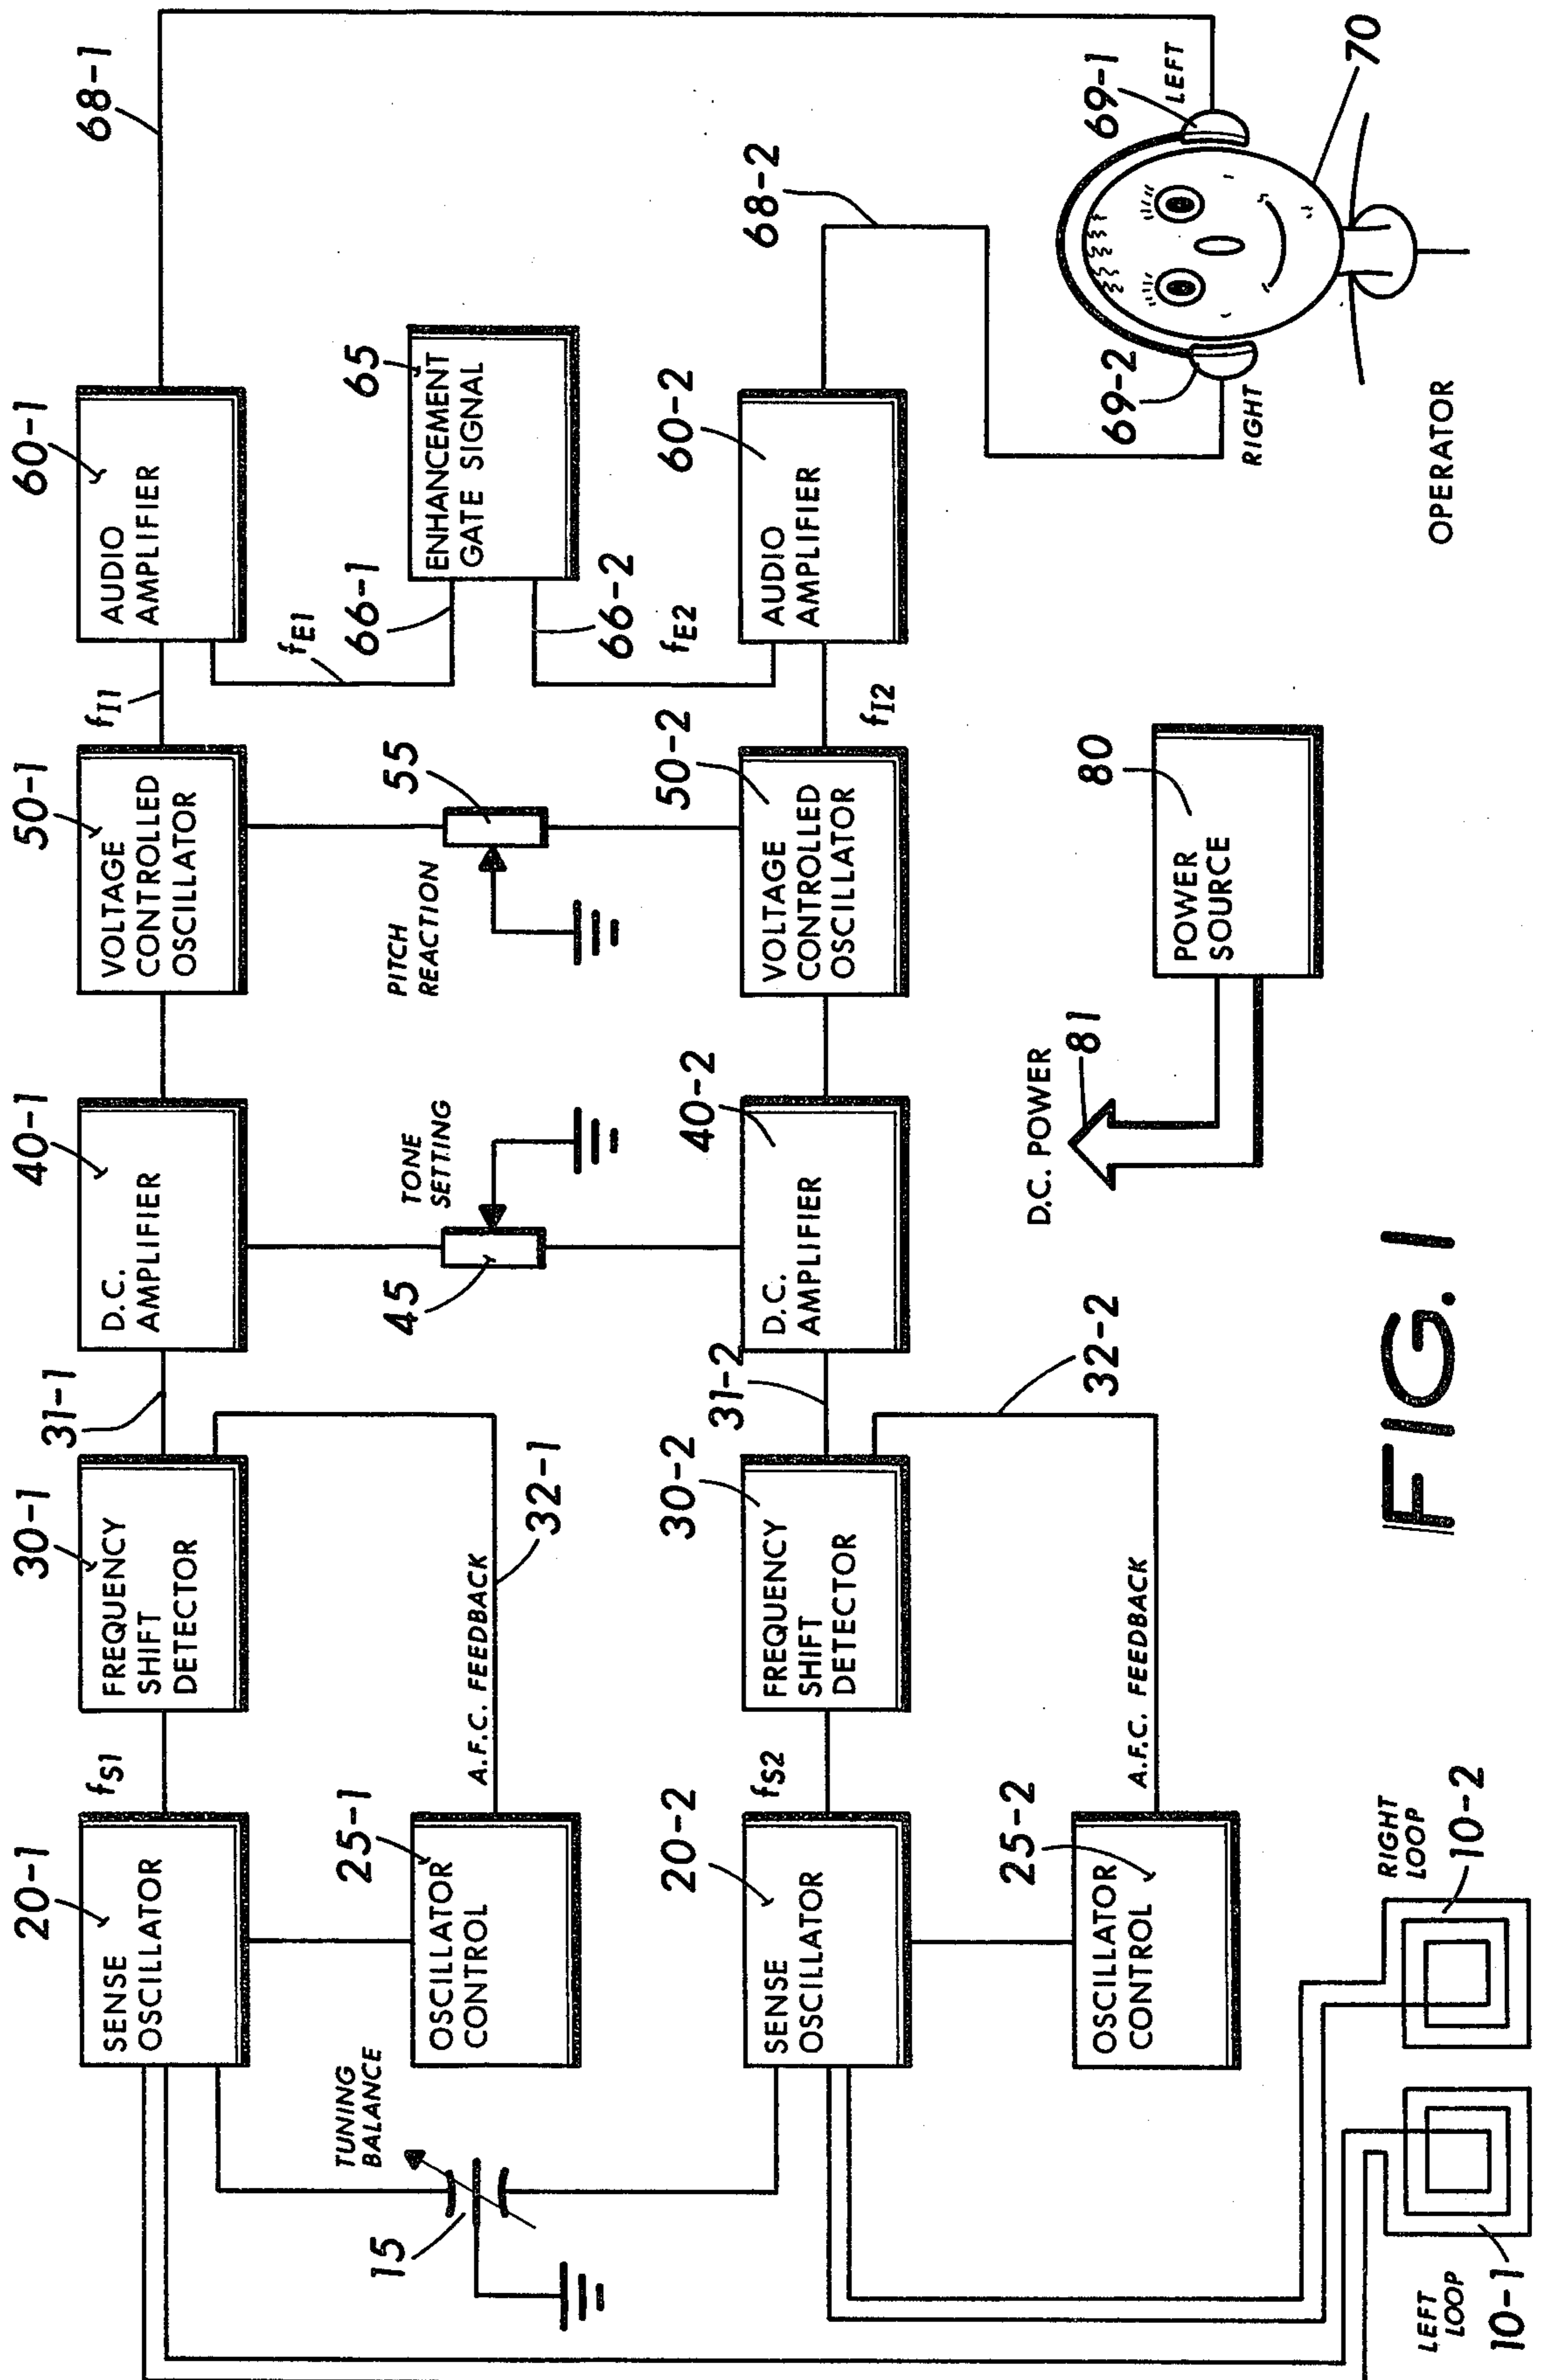 20-1
SENSE
OSCILLATOR
fS1
30-1
FREQUENCY
SHIFT
DETECTOR
31-1
40-1
D.C.
AMPLIFIER
50-1
VOLTAGE
CONTROLLED
OSCILLATOR
fI1
60-1
AUDIO
AMPLIFIER
68-1
TUNING
BALANCE
15
25-1
OSCILLATOR
CONTROL
A.F.C. FEEDBACK
32-1
45
TONE
SETTING
PITCH
REACTION
55
fE1
66-1
65
ENHANCEMENT
GATE SIGNAL
66-2
fE2
20-2
SENSE
OSCILLATOR
fS2
30-2
FREQUENCY
SHIFT
DETECTOR
31-2
40-2
D.C.
AMPLIFIER
50-2
VOLTAGE
CONTROLLED
OSCILLATOR
fI2
60-2
AUDIO
AMPLIFIER
68-2
25-2
OSCILLATOR
CONTROL
A.F.C. FEEDBACK
32-2
D.C. POWER
81
80
POWER
SOURCE
69-2
RIGHT
69-1
LEFT
70
OPERATOR
LEFT
LOOP
10-1
RIGHT
LOOP
10-2
FIG. 1